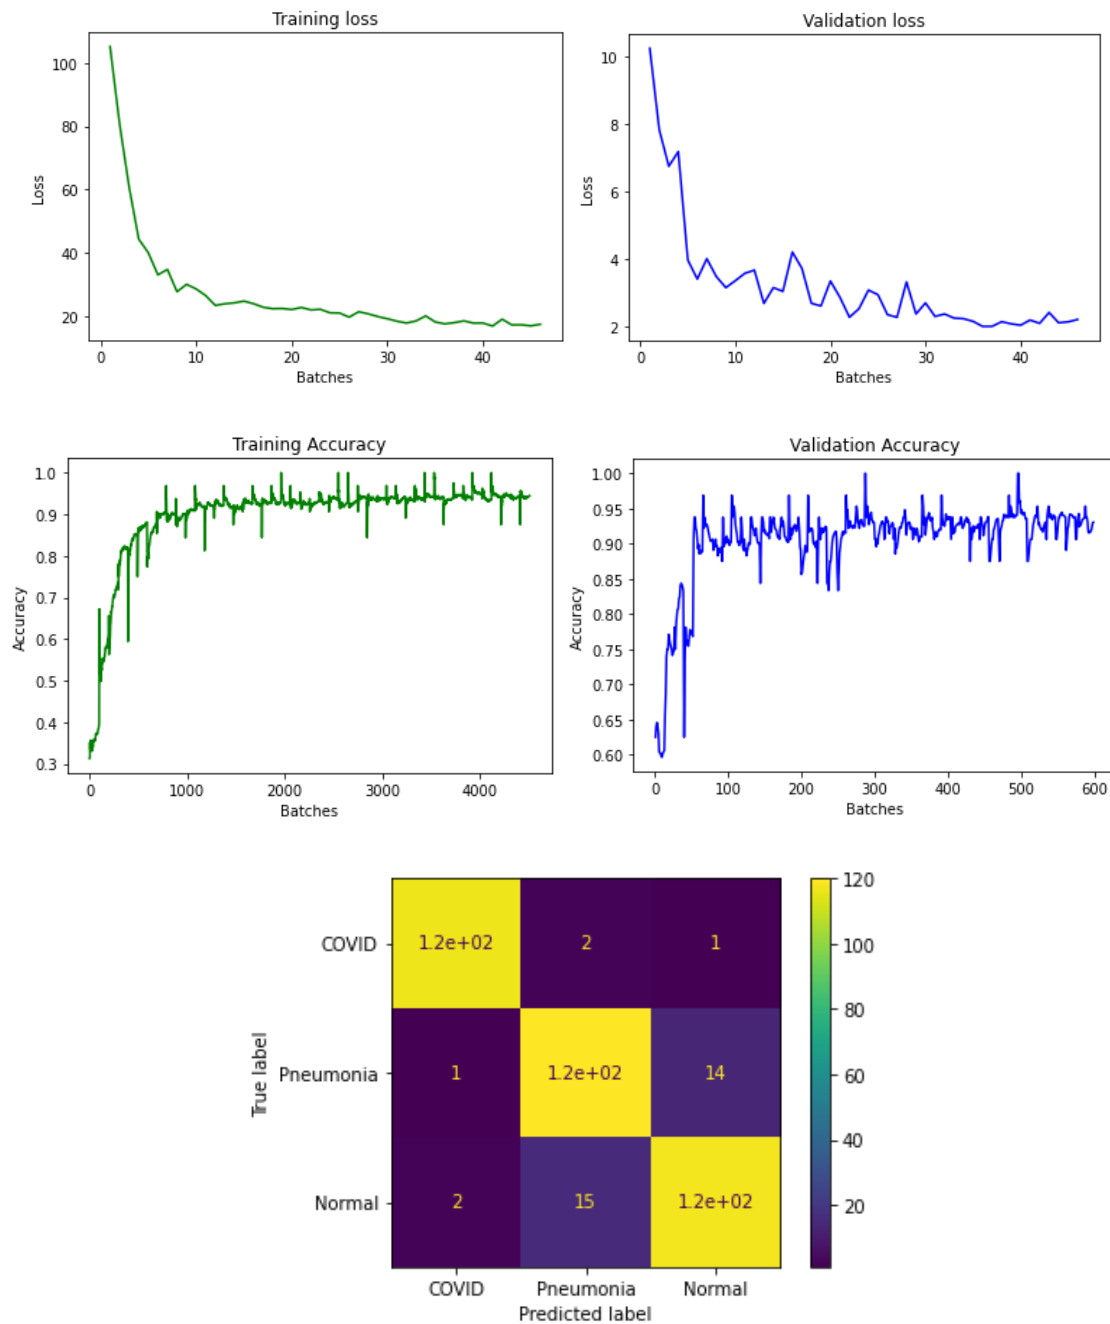 Training loss
Loss
100
80
60
40
20
0 10 20 30 40
Batches
Validation loss
Loss
10
8
6
4
2
0 10 20 30 40
Batches
Training Accuracy
Accuracy
1.0
0.9
0.8
0.7
0.6
0.5
0.4
0.3
0 1000 2000 3000 4000
Batches
Validation Accuracy
Accuracy
1.00
0.95
0.90
0.85
0.80
0.75
0.70
0.65
0.60
0 100 200 300 400 500 600
Batches
True label
COVID 1.2e+02 2 1
Pneumonia 1 1.2e+02 14
Normal 2 15 1.2e+02
COVID Pneumonia Normal
Predicted label
120
100
80
60
40
20